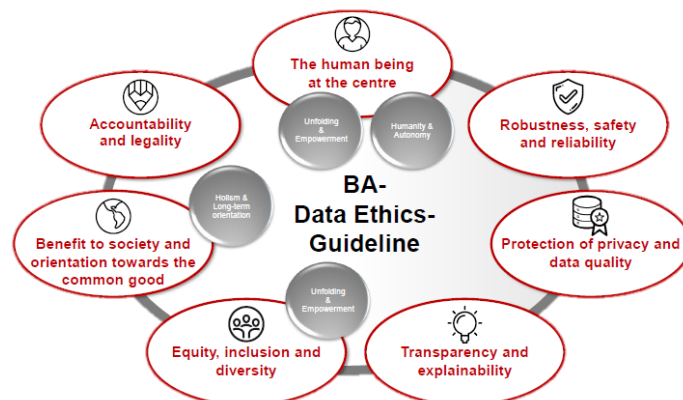 The human being
at the centre
Unfolding
&
Empowerment
Humanity &
Autonomy
Accountability
and legality
Robustness, safety
and reliability
Holism &
Long-term
orientation
BA-
Data Ethics-
Guideline
Benefit to society and
orientation towards the
common good
Protection of privacy and
data quality
Unfolding
&
Empowerment
Equity, inclusion and
diversity
Transparency and
explainability